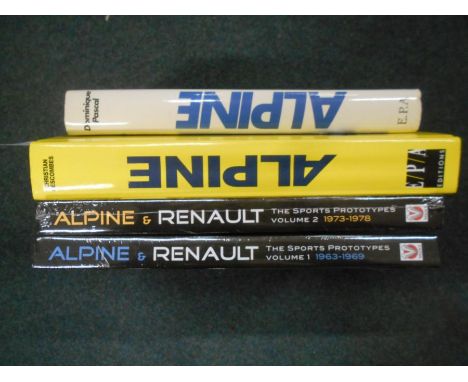 Dominique
Pascal
ALPINE
E.P.A
CHRISTIAN
DESCOMBES
ALPINE
E P/A
EDITIONS
ALPINE & RENAULT
THE SPORTS PROTOTYPES
VOLUME 2 1973-1978
ALPINE & RENAULT
THE SPORTS PROTOTYPES
VOLUME 1 1963-1969